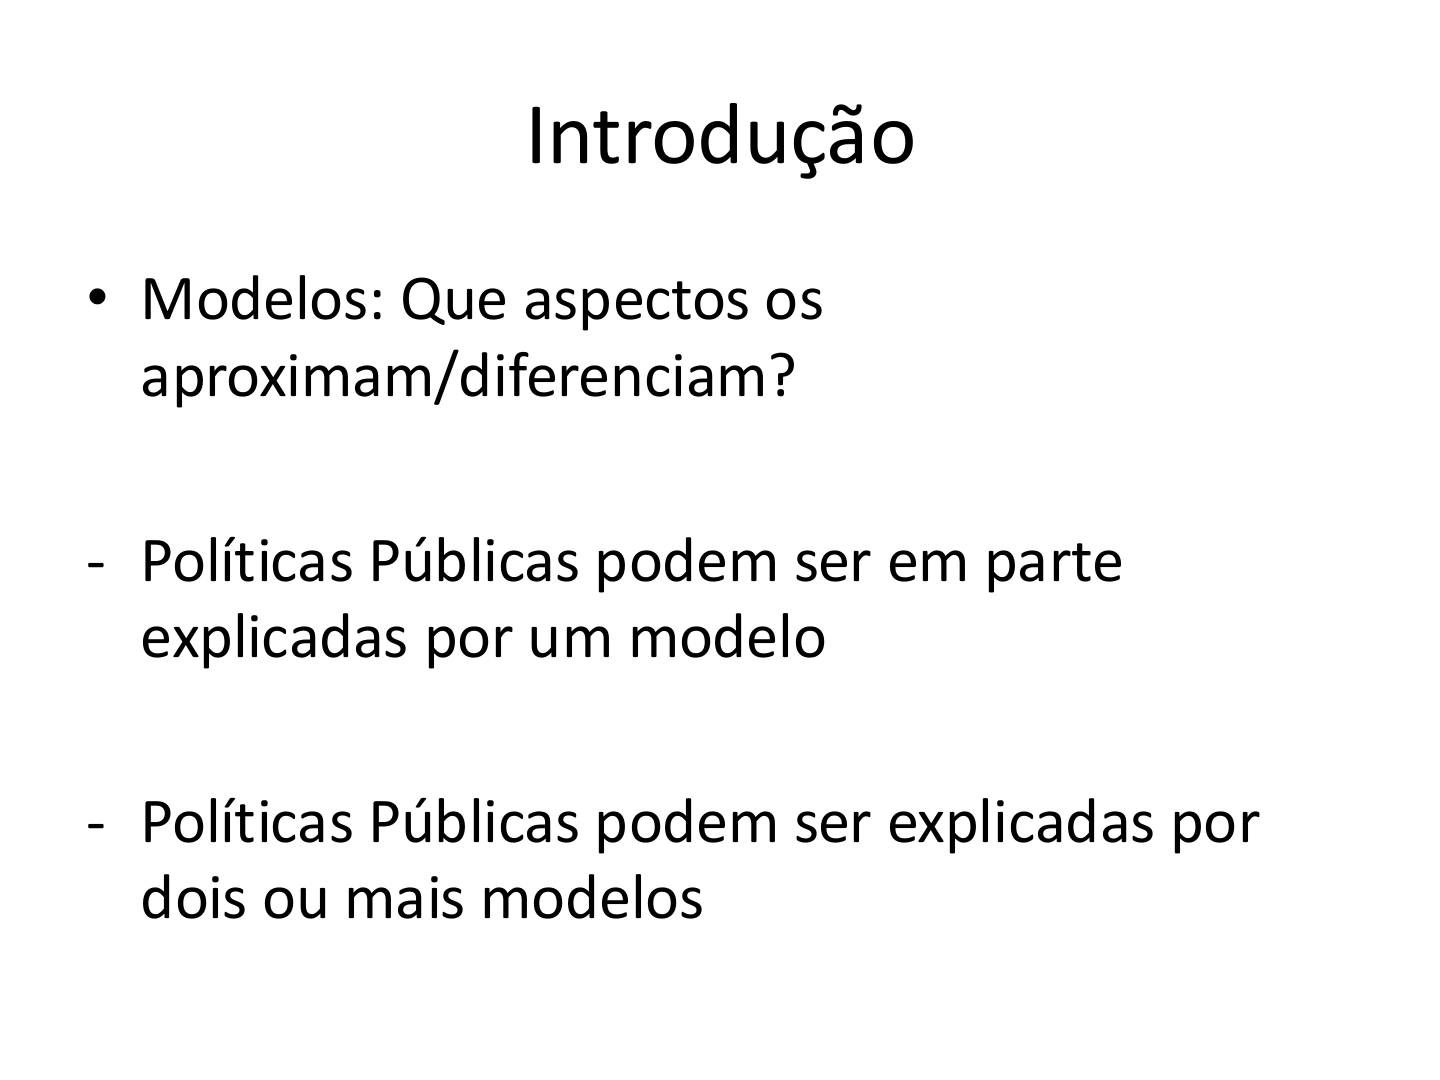 Introdução
• Modelos: Que aspectos os
aproximam/diferenciam?
- Políticas Públicas podem ser em parte
explicadas por um modelo
- Políticas Públicas podem ser explicadas por
dois ou mais modelos